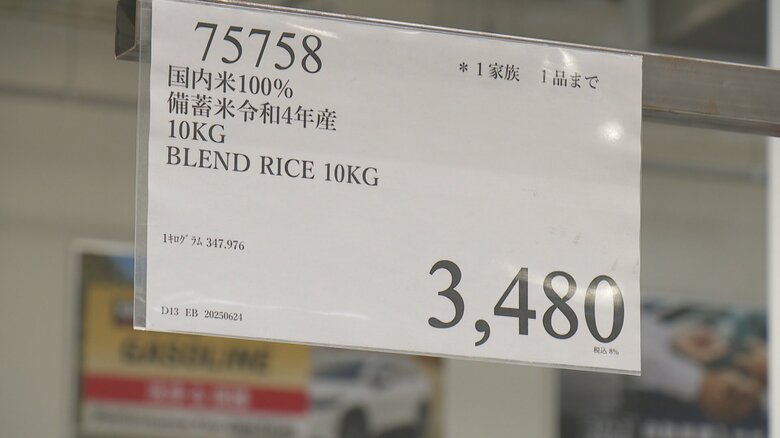 75758
*1家族 1品まで
国内米100%
備蓄米令和4年産
10KG
BLEND RICE 10KG
1ｷﾛｸﾞﾗﾑ 347.976
3,480
税込 8%
D13 EB 20250624
GASOLINE